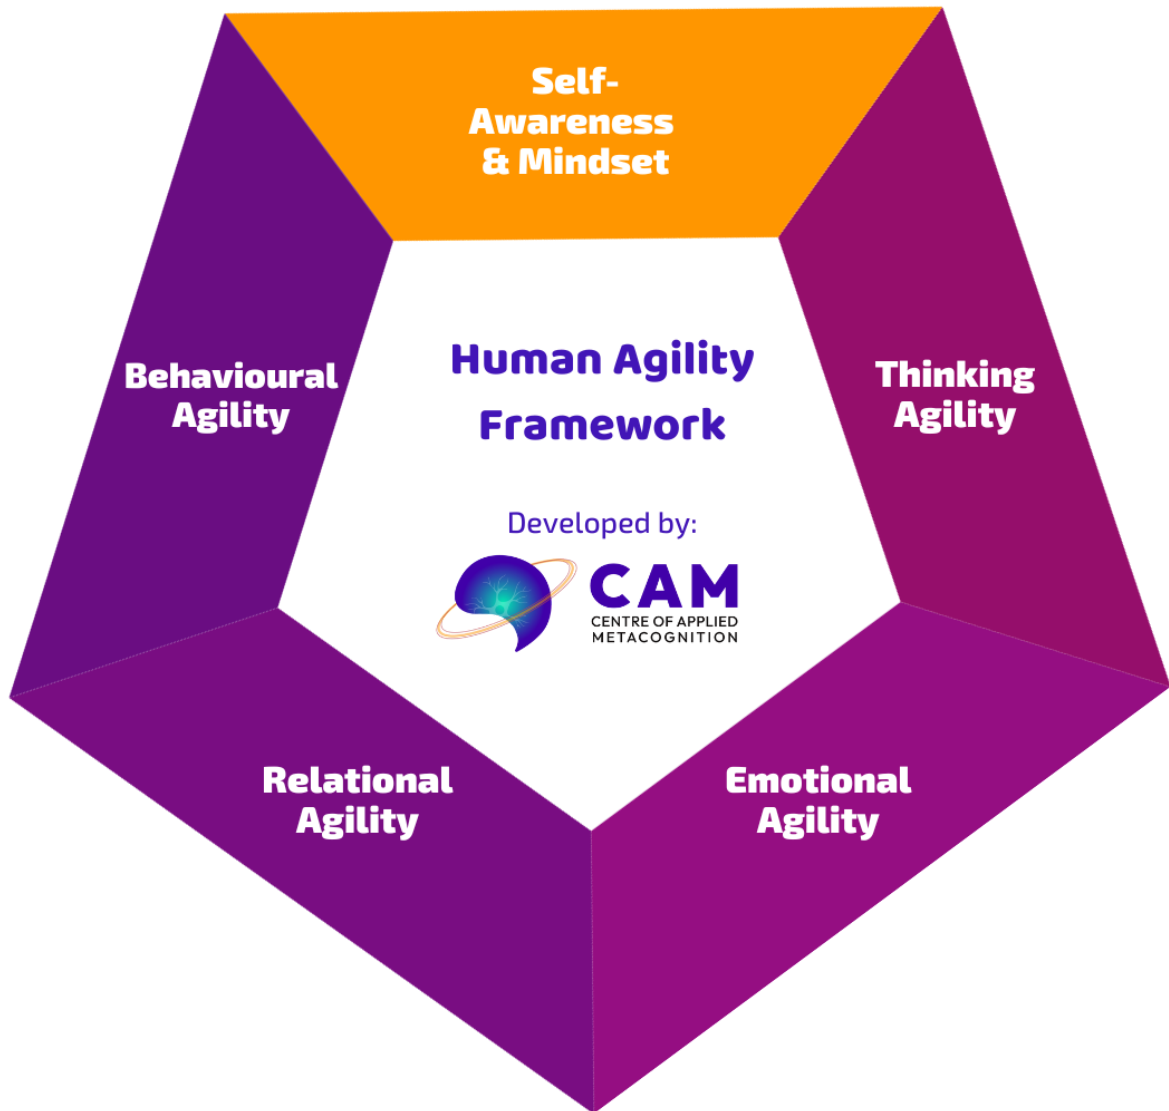 Self-
Awareness
& Mindset
Behavioural
Agility
Human Agility
Framework
Thinking
Agility
Developed by:
CAM
CENTRE OF APPLIED
METACOGNITION
Relational
Agility
Emotional
Agility